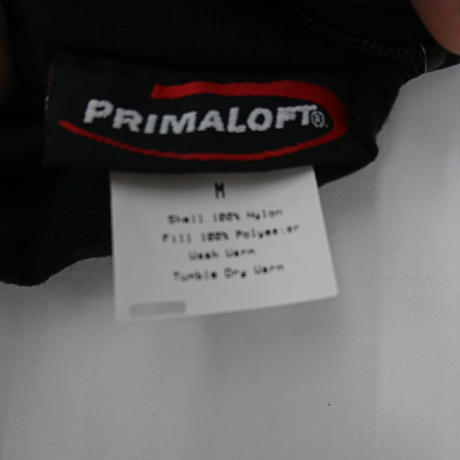 PRIMALOFT®
M
Shell 100% Nylon
Fill 100% Polyester
Wash Warm
Tumble Dry Warm